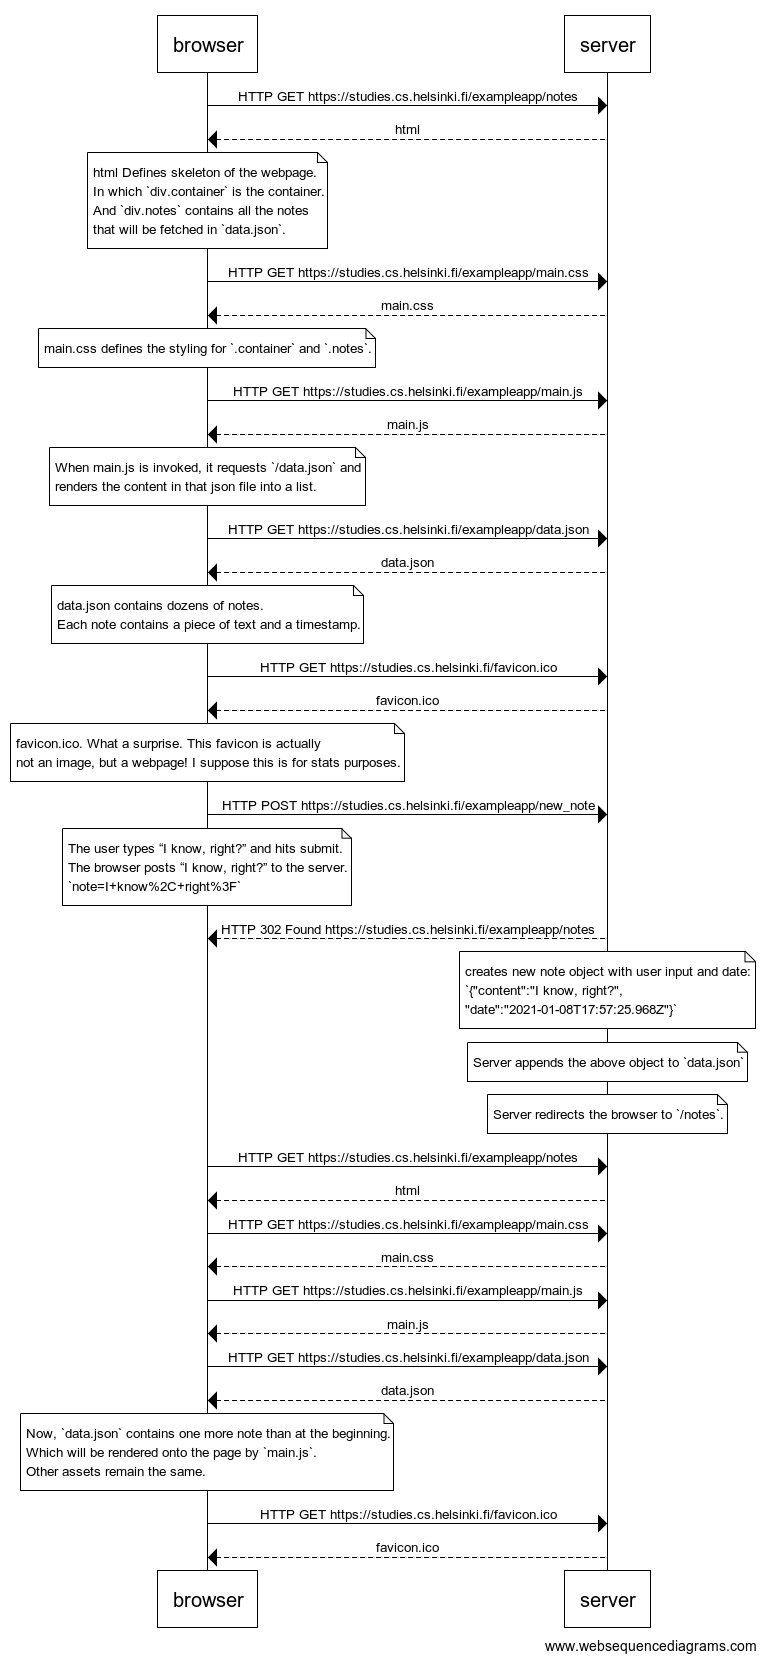 browser
server
HTTP GET https://studies.cs.helsinki.fi/exampleapp/notes
html
html Defines skeleton of the webpage.
In which `div.container` is the container.
And `div.notes` contains all the notes
that will be fetched in `data.json`.
HTTP GET https://studies.cs.helsinki.fi/exampleapp/main.css
main.css
main.css defines the styling for `.container` and `.notes`.
HTTP GET https://studies.cs.helsinki.fi/exampleapp/main.js
main.js
When main.js is invoked, it requests `/data.json` and
renders the content in that json file into a list.
HTTP GET https://studies.cs.helsinki.fi/exampleapp/data.json
data.json
data.json contains dozens of notes.
Each note contains a piece of text and a timestamp.
HTTP GET https://studies.cs.helsinki.fi/favicon.ico
favicon.ico
favicon.ico. What a surprise. This favicon is actually
not an image, but a webpage! I suppose this is for stats purposes.
HTTP POST https://studies.cs.helsinki.fi/exampleapp/new_note
The user types “I know, right?” and hits submit.
The browser posts “I know, right?” to the server.
`note=I+know%2C+right%3F`
HTTP 302 Found https://studies.cs.helsinki.fi/exampleapp/notes
creates new note object with user input and date:
`{"content":"I know, right?",
"date":"2021-01-08T17:57:25.968Z"}`
Server appends the above object to `data.json`
Server redirects the browser to `/notes`.
HTTP GET https://studies.cs.helsinki.fi/exampleapp/notes
html
HTTP GET https://studies.cs.helsinki.fi/exampleapp/main.css
main.css
HTTP GET https://studies.cs.helsinki.fi/exampleapp/main.js
main.js
HTTP GET https://studies.cs.helsinki.fi/exampleapp/data.json
data.json
Now, `data.json` contains one more note than at the beginning.
Which will be rendered onto the page by `main.js`.
Other assets remain the same.
HTTP GET https://studies.cs.helsinki.fi/favicon.ico
favicon.ico
browser
server
www.websequencediagrams.com